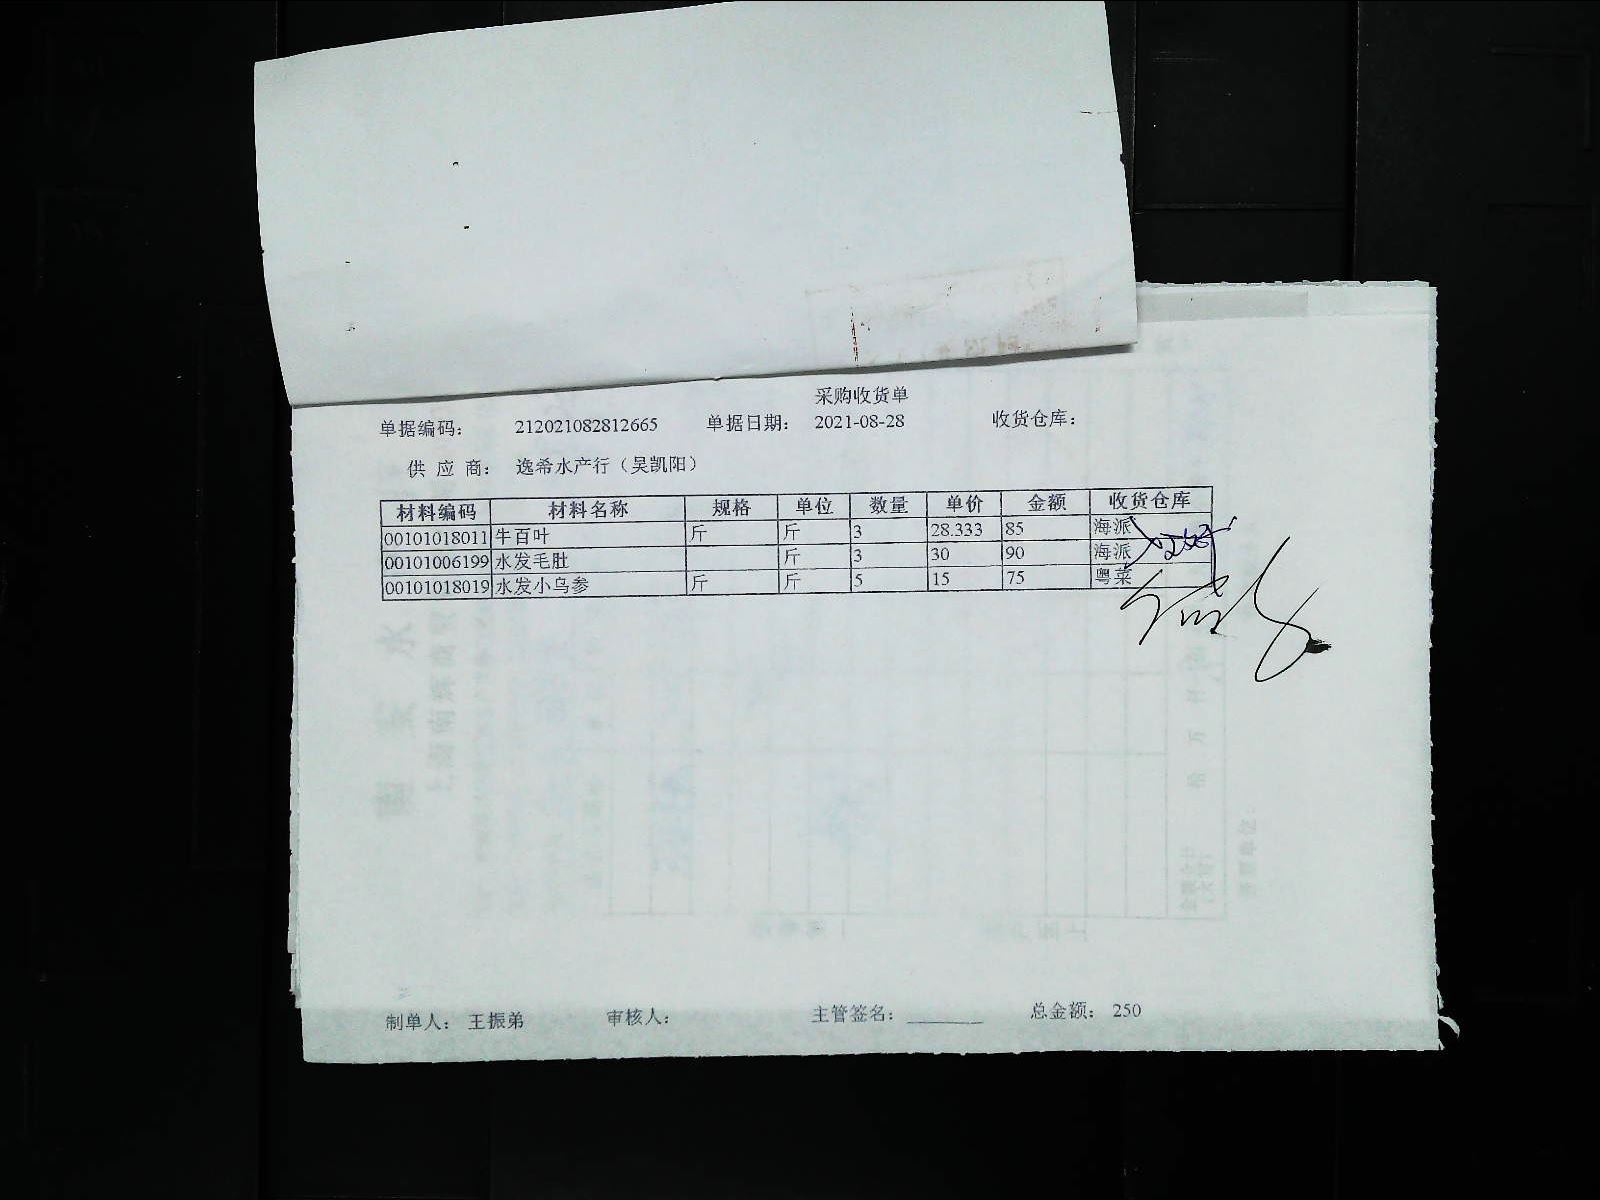 采购收货单
单据编码： 212021082812665 单据日期： 2021-08-28 收货仓库：
供 应 商： 逸希水产行（吴凯阳）
材料编码 材料名称 规格 单位 数量 单价 金额 收货仓库
00101018011 牛百叶 斤 斤 3 28.333 85 海派
00101006199 水发毛肚 斤 3 30 90 海派
00101018019 水发小乌参 斤 斤 5 15 75 粤菜
制单人： 王振弟 审核人： 主管签名： ________ 总金额： 250